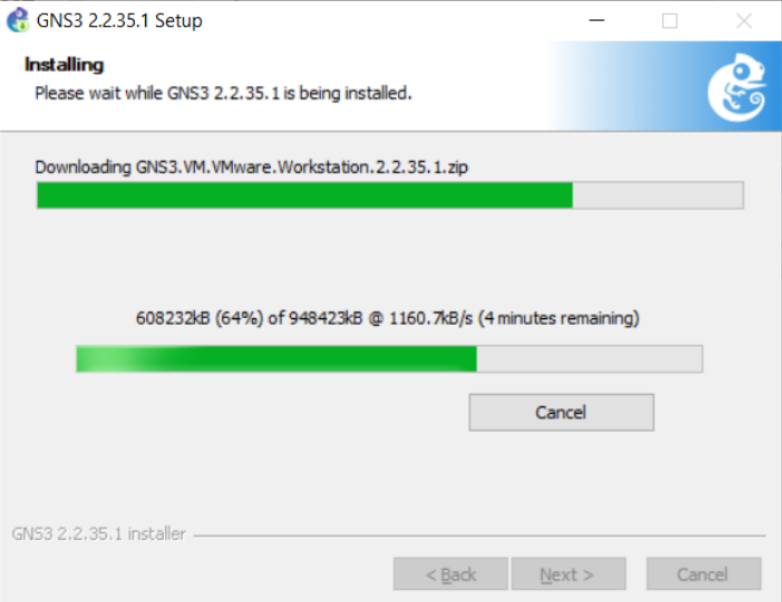 GNS3 2.2.35.1 Setup
Installing
Please wait while GNS3 2.2.35.1 is being installed.
Downloading GNS3.VM.VMware.Workstation.2.2.35.1.zip
608232kB (64%) of 948423kB @ 1160.7kB/s (4 minutes remaining)
Cancel
GNS3 2.2.35.1 installer
< Back Next > Cancel